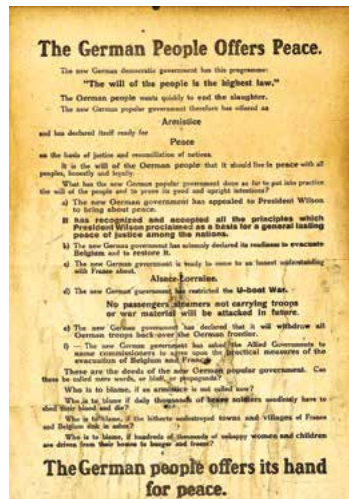 The German People Offers Peace.
The new German democratic government has this programme:
"The will of the people is the highest law."
The German people wants quickly to end the slaughter.
The new German popular government therefore has offered an
Armistice
and has declared itself ready for
Peace
on the basis of justice and reconciliation of nations.
It is the will of the German people that it should live in peace with all
peoples, honestly and loyally.
What has the new German popular government done so far to put into practice
the will of the people and to prove its good and upright intentions?
a) The new German government has appealed to President Wilson
to bring about peace.
It has recognized and accepted all the principles which
President Wilson proclaimed as a basis for a general lasting
peace of justice among the nations.
b) The new German government has solemnly declared its readiness to evacuate
Belgium and to restore it.
c) The new German government is ready to come to an honest understanding
with France about
Alsace-Lorraine.
d) The new German government has restricted the U-boat War.
No passengers steamers not carrying troops
or war material will be attacked in future.
e) The new German government has declared that it will withdraw all
German troops back over the German frontier.
f) — The new German government has asked the Allied Governments to
name commissioners to agree upon the practical measures of the
evacuation of Belgium and France.
These are the deeds of the new German popular government. Can
these be called mere words, or bluff, or propaganda?
Who is to blame, if an armistice is not called now?
Who is to blame if daily thousands of brave soldiers needlessly have to
shed their blood and die?
Who is to blame, if the hitherto undestroyed towns and villages of France
and Belgium sink in ashes?
Who is to blame, if hundreds of thousands of unhappy women and children
are driven from their homes to hunger and freeze?
The German people offers its hand
for peace.